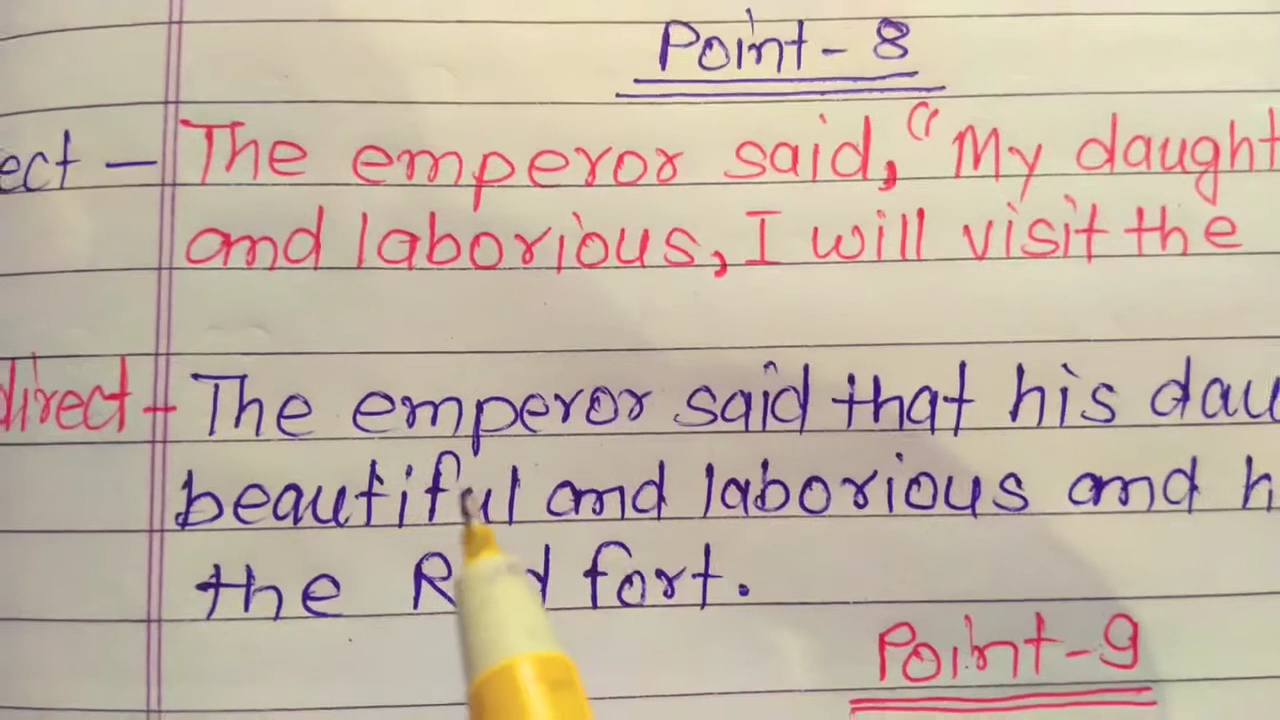 Point - 8
ect - The emperor said, "My daught
and laborious, I will visit the
direct - The emperor said that his dau
beautiful and laborious and h
the Red fort.
Point - 9